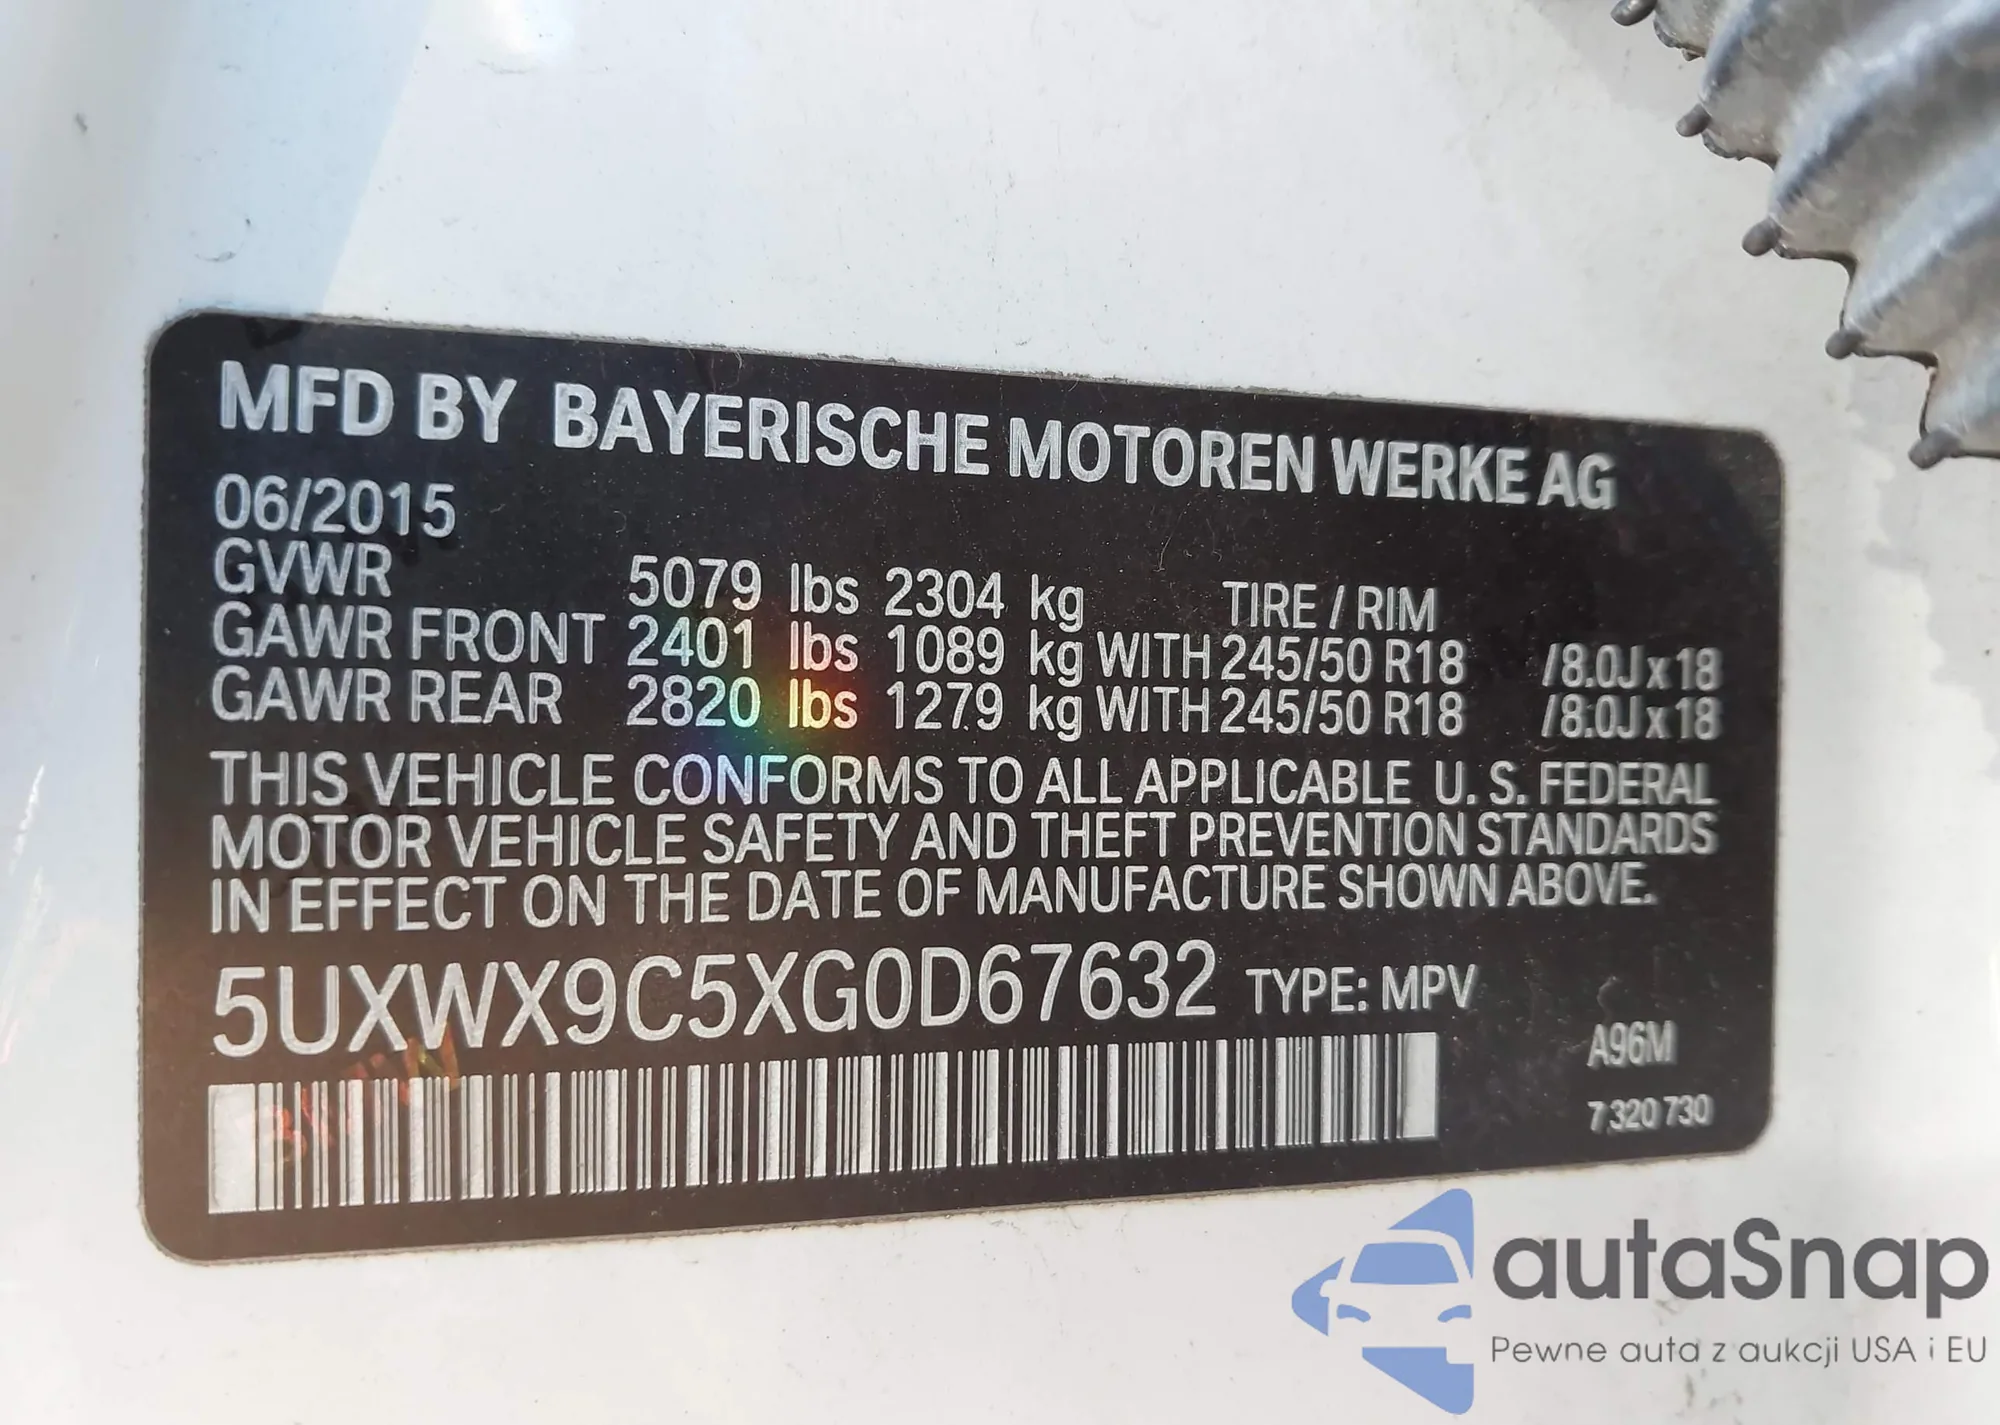 MFD BY BAYERISCHE MOTOREN WERKE AG
06/2015
GVWR 5079 lbs 2304 kg TIRE / RIM
GAWR FRONT 2401 lbs 1089 kg WITH 245/50 R18 /8.0J x 18
GAWR REAR 2820 lbs 1279 kg WITH 245/50 R18 /8.0J x 18
THIS VEHICLE CONFORMS TO ALL APPLICABLE U. S. FEDERAL
MOTOR VEHICLE SAFETY AND THEFT PREVENTION STANDARDS
IN EFFECT ON THE DATE OF MANUFACTURE SHOWN ABOVE.
5UXWX9C5XG0D67632 TYPE: MPV
A96M
7 320 730
autaSnap
Pewne auta z aukcji USA i EU